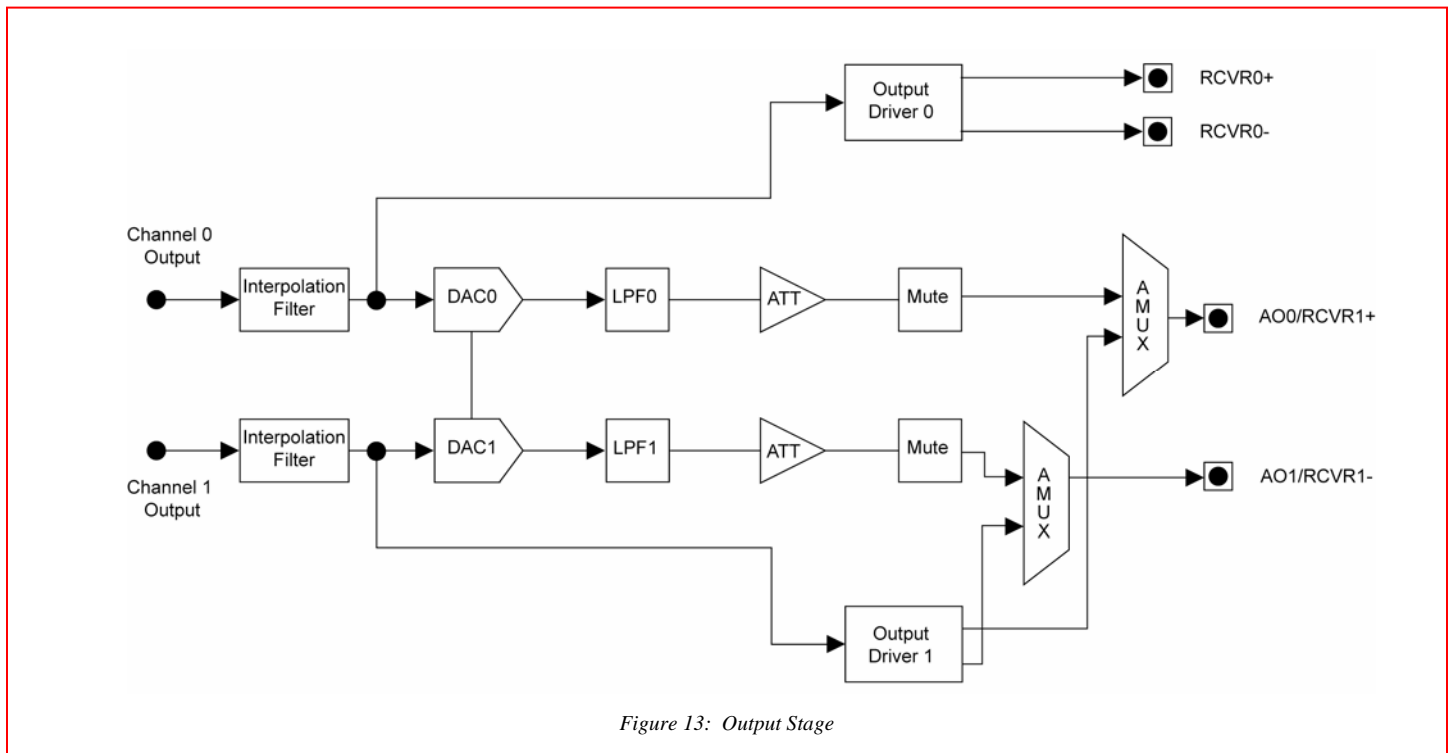 Output
Driver 0
RCVR0+
RCVR0-
Channel 0
Output
Interpolation
Filter
DAC0
LPF0
ATT
Mute
A
M
U
X
AO0/RCVR1+
Interpolation
Filter
DAC1
LPF1
ATT
Mute
A
M
U
X
AO1/RCVR1-
Channel 1
Output
Output
Driver 1
Figure 13: Output Stage